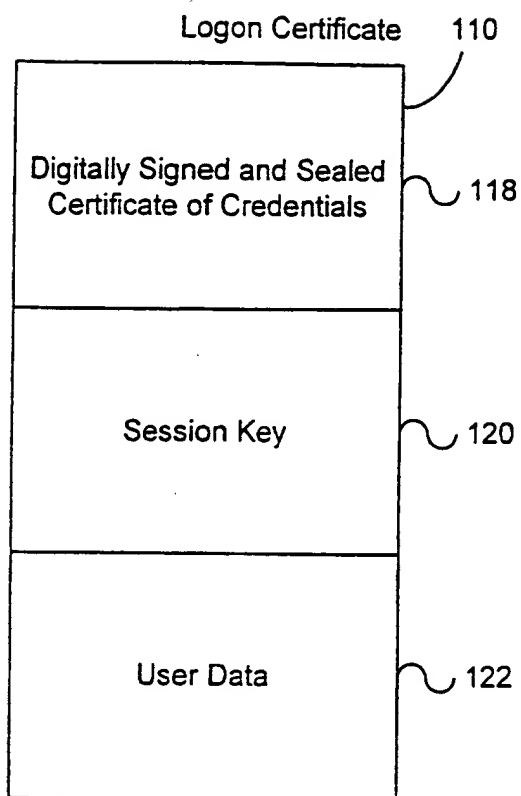 Logon Certificate 110
Digitally Signed and Sealed
Certificate of Credentials
118
Session Key
120
User Data
122